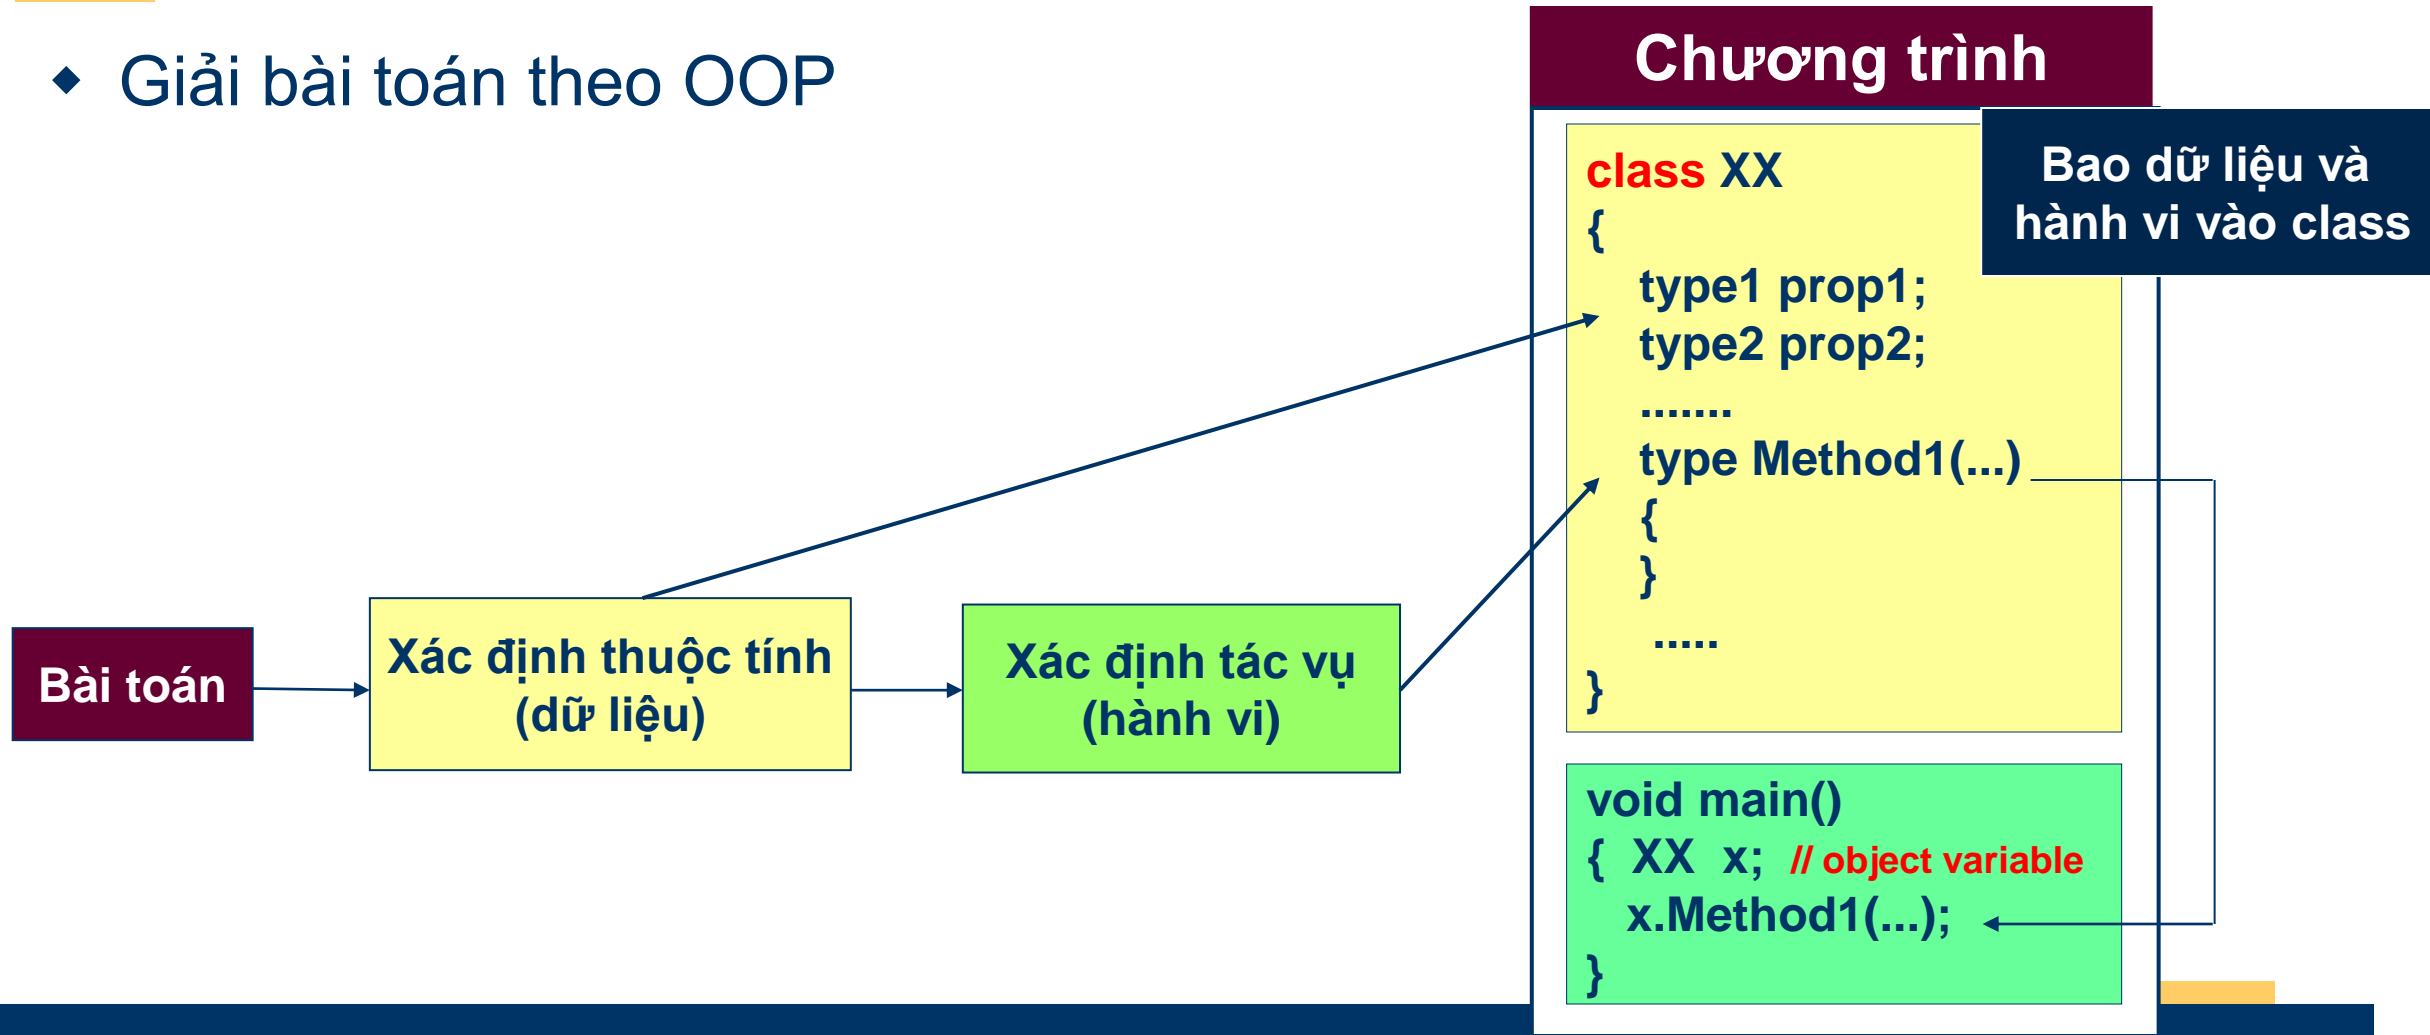 Giải bài toán theo OOP
Chương trình
Bao dữ liệu và
hành vi vào class
class XX
{
type1 prop1;
type2 prop2;
.......
type Method1(...)
{
}
.....
}
Bài toán
Xác định thuộc tính
(dữ liệu)
Xác định tác vụ
(hành vi)
void main()
{ XX x; // object variable
x.Method1(...);
}